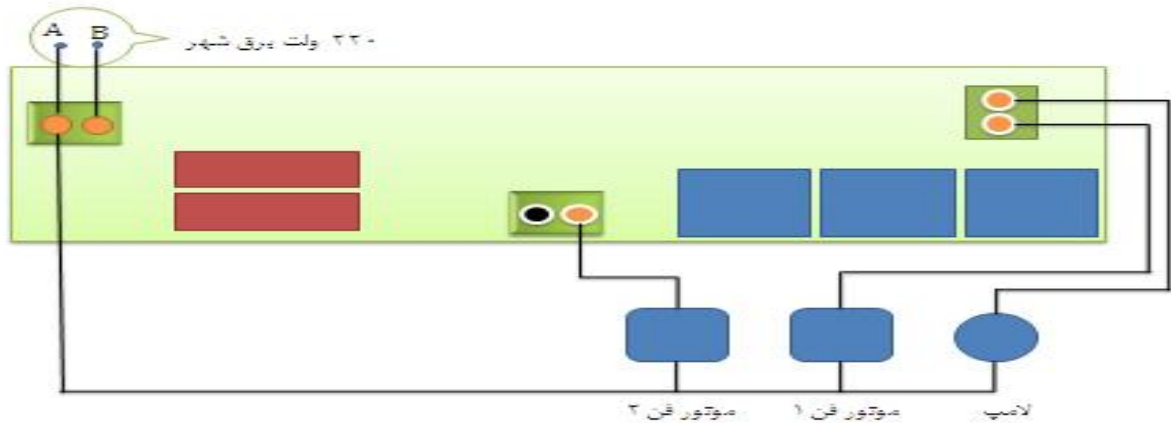 A B
۲۲۰ ولت برق شهر
موتور فن ۲
موتور فن ۱
لامپ